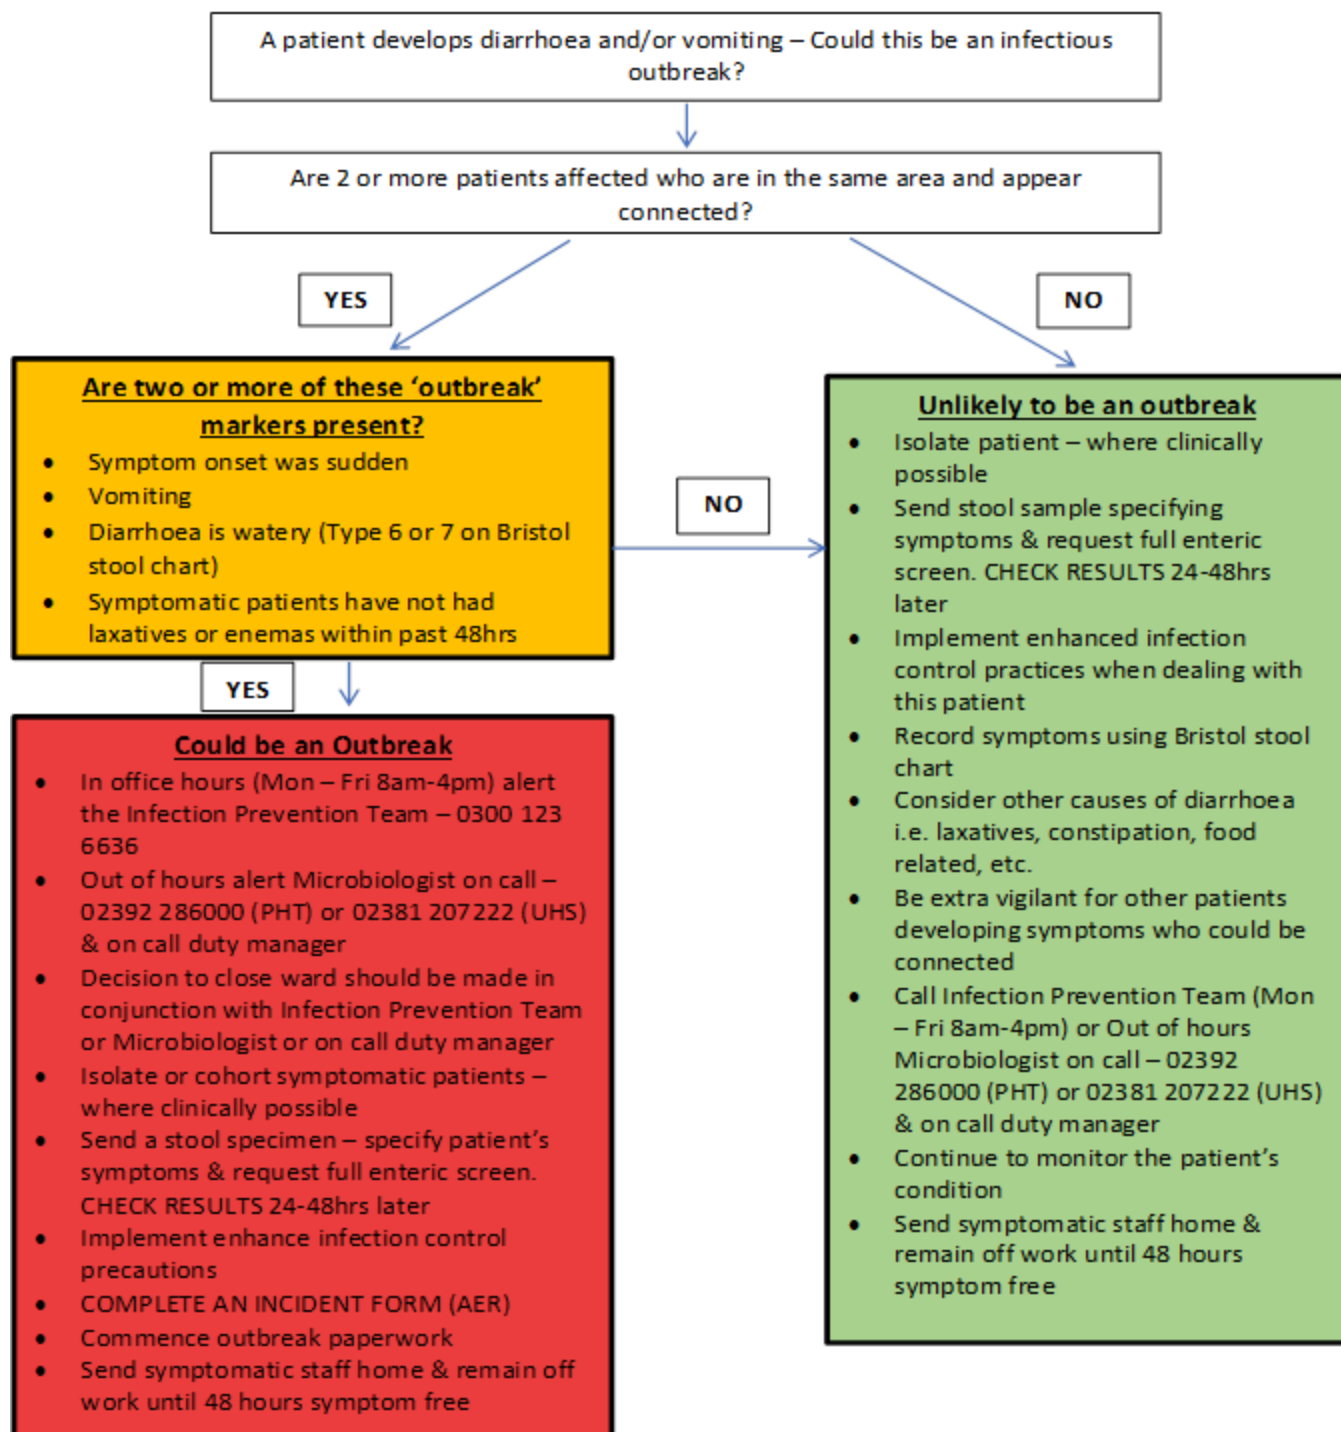 A patient develops diarrhoea and/or vomiting – Could this be an infectious
outbreak?
Are 2 or more patients affected who are in the same area and appear
connected?
YES
NO
Are two or more of these ‘outbreak’
markers present?
• Symptom onset was sudden
• Vomiting
• Diarrhoea is watery (Type 6 or 7 on Bristol
stool chart)
• Symptomatic patients have not had
laxatives or enemas within past 48hrs
NO
YES
Could be an Outbreak
• In office hours (Mon – Fri 8am-4pm) alert
the Infection Prevention Team – 0300 123
6636
• Out of hours alert Microbiologist on call –
02392 286000 (PHT) or 02381 207222 (UHS)
& on call duty manager
• Decision to close ward should be made in
conjunction with Infection Prevention Team
or Microbiologist or on call duty manager
• Isolate or cohort symptomatic patients –
where clinically possible
• Send a stool specimen – specify patient’s
symptoms & request full enteric screen.
CHECK RESULTS 24-48hrs later
• Implement enhance infection control
precautions
• COMPLETE AN INCIDENT FORM (AER)
• Commence outbreak paperwork
• Send symptomatic staff home & remain off
work until 48 hours symptom free
Unlikely to be an outbreak
• Isolate patient – where clinically
possible
• Send stool sample specifying
symptoms & request full enteric
screen. CHECK RESULTS 24-48hrs
later
• Implement enhanced infection
control practices when dealing with
this patient
• Record symptoms using Bristol stool
chart
• Consider other causes of diarrhoea
i.e. laxatives, constipation, food
related, etc.
• Be extra vigilant for other patients
developing symptoms who could be
connected
• Call Infection Prevention Team (Mon
– Fri 8am-4pm) or Out of hours
Microbiologist on call – 02392
286000 (PHT) or 02381 207222 (UHS)
& on call duty manager
• Continue to monitor the patient’s
condition
• Send symptomatic staff home &
remain off work until 48 hours
symptom free